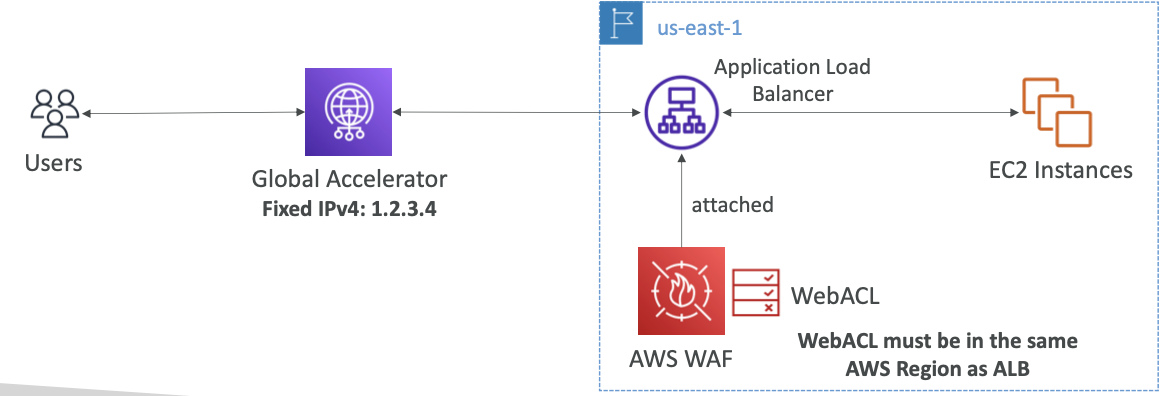 us-east-1
Application Load
Balancer
Users
Global Accelerator
Fixed IPv4: 1.2.3.4
EC2 Instances
attached
WebACL
AWS WAF
WebACL must be in the same
AWS Region as ALB